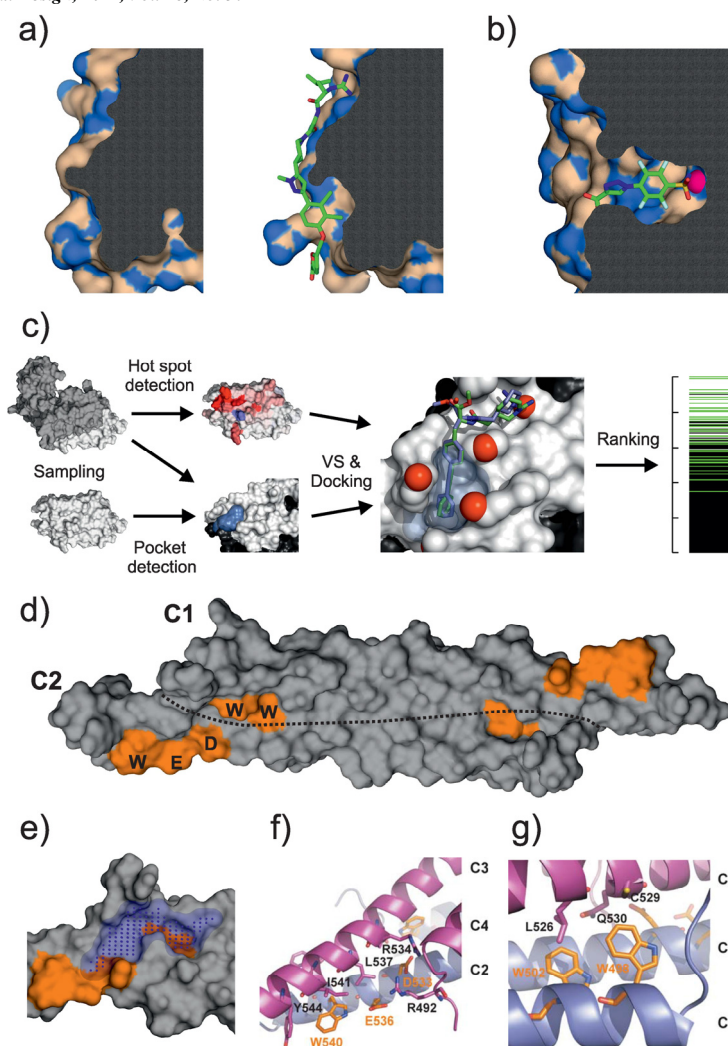 a)
b)
c)
Hot spot
detection
Sampling
VS &
Docking
Ranking
Pocket
detection
d)
C1
C2
W W
D
W E
e)
f)
g)
C3
C4
C2
R534
L537
I541
Y544
R492
E536
W540
C529
Q530
L526
W502